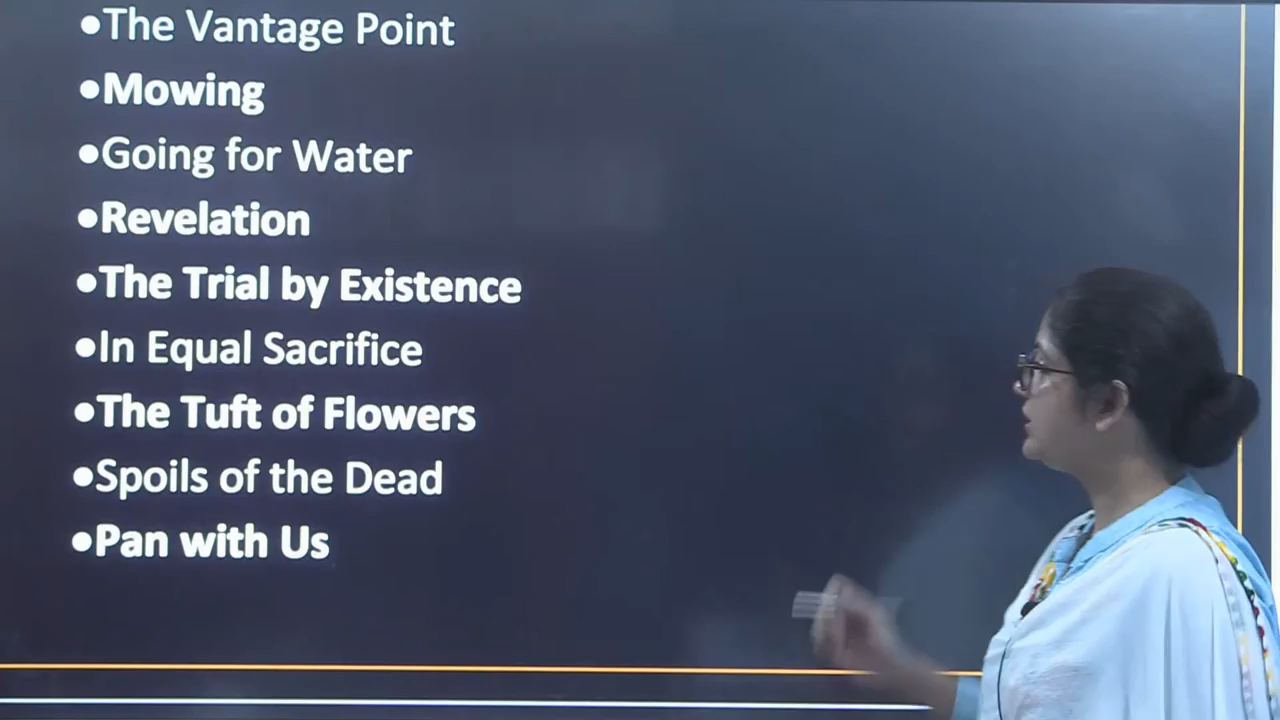 •The Vantage Point
•Mowing
•Going for Water
•Revelation
•The Trial by Existence
•In Equal Sacrifice
•The Tuft of Flowers
•Spoils of the Dead
•Pan with Us